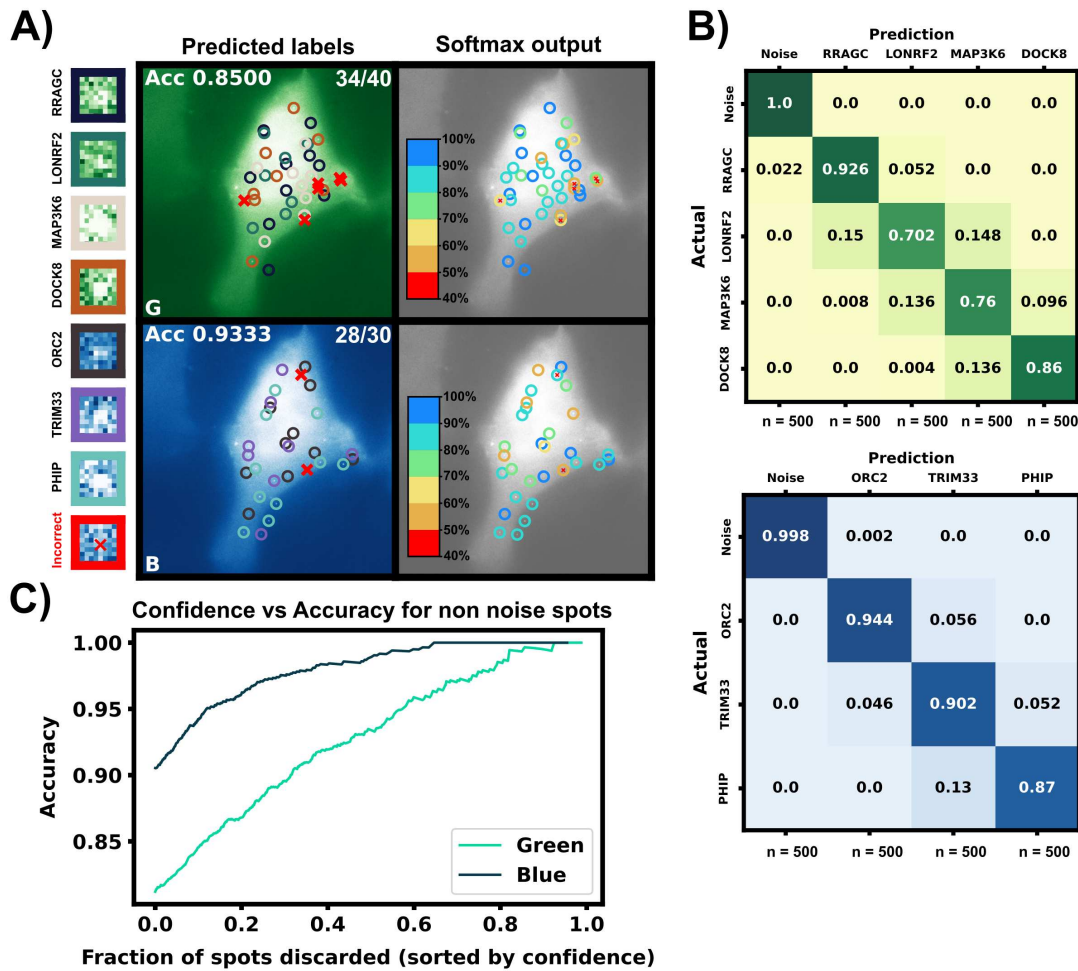 A)
Predicted labels
Softmax output
RRAGC
LONRF2
MAP3K6
DOCK8
ORC2
TRIM33
PHIP
Incorrect
Acc 0.8500
34/40
G
100%
90%
80%
70%
60%
50%
40%
Acc 0.9333
28/30
B
100%
90%
80%
70%
60%
50%
40%
B)
Prediction
Noise RRAGC LONRF2 MAP3K6 DOCK8
Actual
Noise 1.0 0.0 0.0 0.0 0.0
RRAGC 0.022 0.926 0.052 0.0 0.0
LONRF2 0.0 0.15 0.702 0.148 0.0
MAP3K6 0.0 0.008 0.136 0.76 0.096
DOCK8 0.0 0.0 0.004 0.136 0.86
n = 500 n = 500 n = 500 n = 500 n = 500
Prediction
Noise ORC2 TRIM33 PHIP
Actual
Noise 0.998 0.002 0.0 0.0
ORC2 0.0 0.944 0.056 0.0
TRIM33 0.0 0.046 0.902 0.052
PHIP 0.0 0.0 0.13 0.87
n = 500 n = 500 n = 500 n = 500
C)
Confidence vs Accuracy for non noise spots
Accuracy
1.00
0.95
0.90
0.85
Green
Blue
0.0 0.2 0.4 0.6 0.8 1.0
Fraction of spots discarded (sorted by confidence)